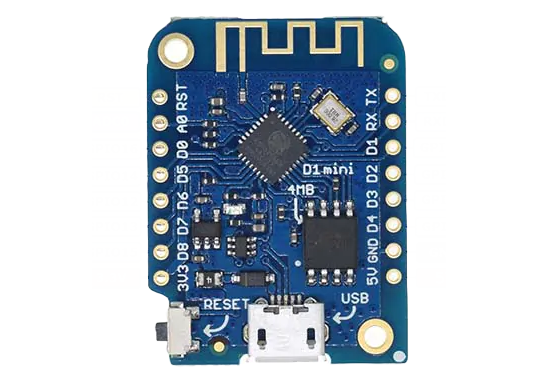 RST
A0
D0
D5
D6
D7
D8
3V3
TX
RX
D1
D2
D3
D4
GND
5V
D1 mini
4MB
RESET
USB